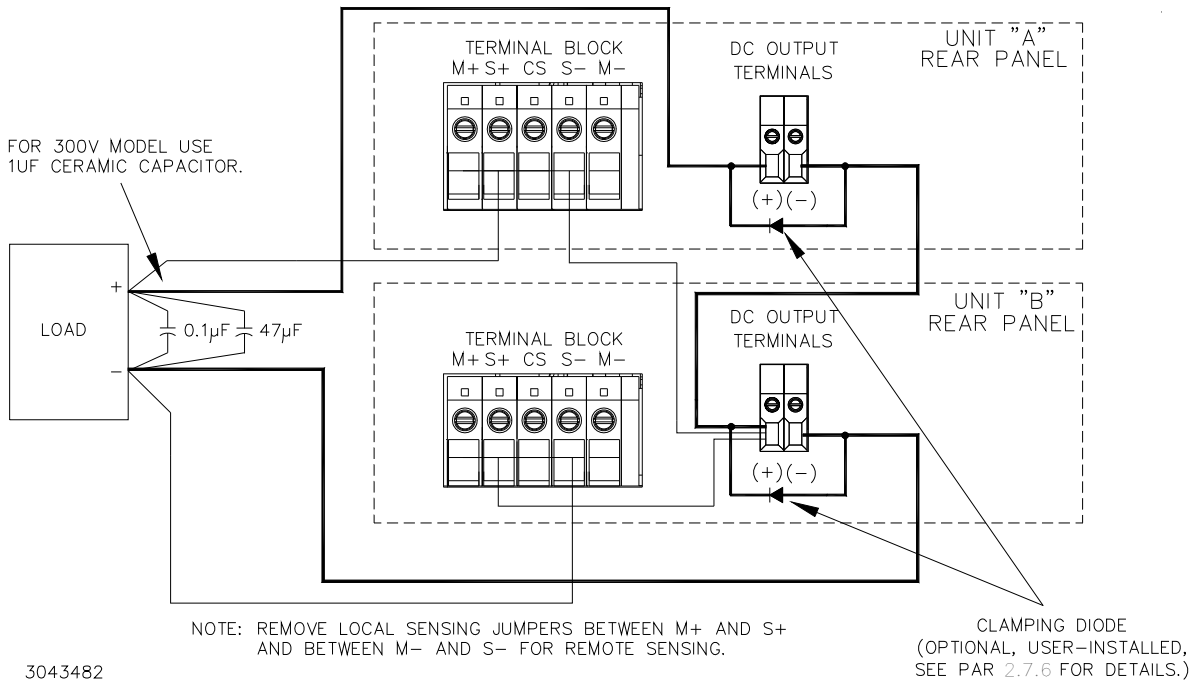 UNIT "A"
REAR PANEL
TERMINAL BLOCK
M+ S+ CS S– M–
DC OUTPUT
TERMINALS
(+) (–)
FOR 300V MODEL USE
1UF CERAMIC CAPACITOR.
+
LOAD
0.1µF
47µF
–
UNIT "B"
REAR PANEL
TERMINAL BLOCK
M+ S+ CS S– M–
DC OUTPUT
TERMINALS
(+) (–)
NOTE: REMOVE LOCAL SENSING JUMPERS BETWEEN M+ AND S+
AND BETWEEN M– AND S– FOR REMOTE SENSING.
CLAMPING DIODE
(OPTIONAL, USER–INSTALLED,
SEE PAR 2.7.6 FOR DETAILS.)
3043482